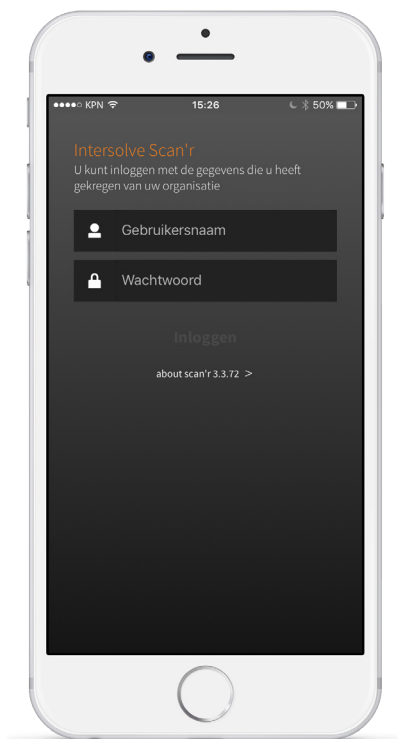 KPN 15:26 50%
Intersolve Scan'r
U kunt inloggen met de gegevens die u heeft
gekregen van uw organisatie
Gebruikersnaam
Wachtwoord
Inloggen
about scan'r 3.3.72 >